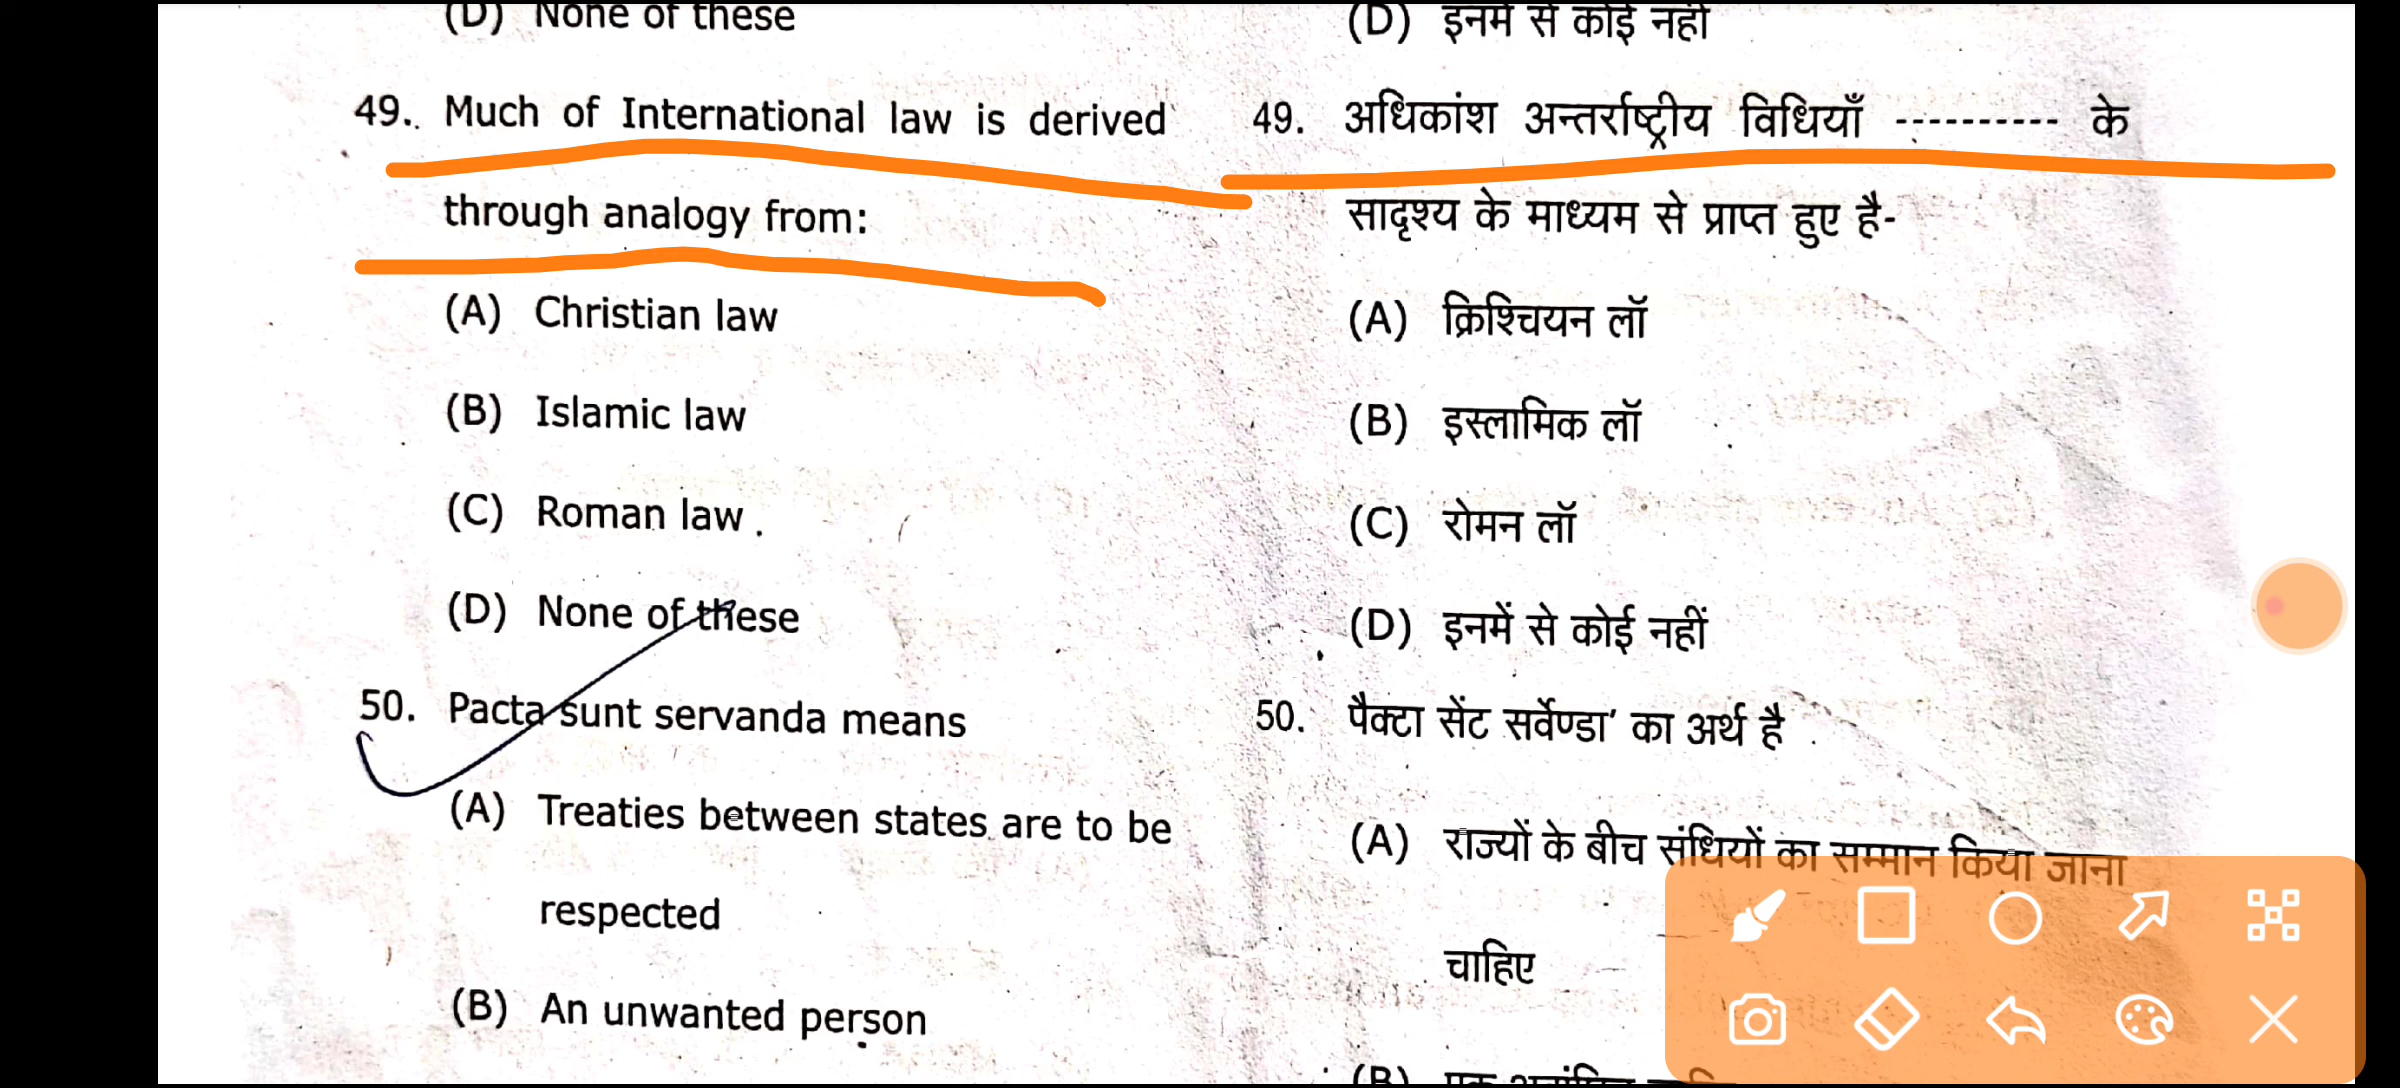 (D) None of these
49. Much of International law is derived
through analogy from:
(A) Christian law
(B) Islamic law
(C) Roman law
(D) None of these
50. Pacta sunt servanda means
(A) Treaties between states are to be
respected
(B) An unwanted person
(D) इनमें से कोई नहीं
49. अधिकांश अन्तर्राष्ट्रीय विधियाँ ---------- के
सादृश्य के माध्यम से प्राप्त हुए है-
(A) क्रिश्चियन लॉ
(B) इस्लामिक लॉ
(C) रोमन लॉ
(D) इनमें से कोई नहीं
50. पैक्टा सेंट सर्वेण्डा' का अर्थ है
(A) राज्यों के बीच संधियों का सम्मान किया जाना
चाहिए
(B) एक